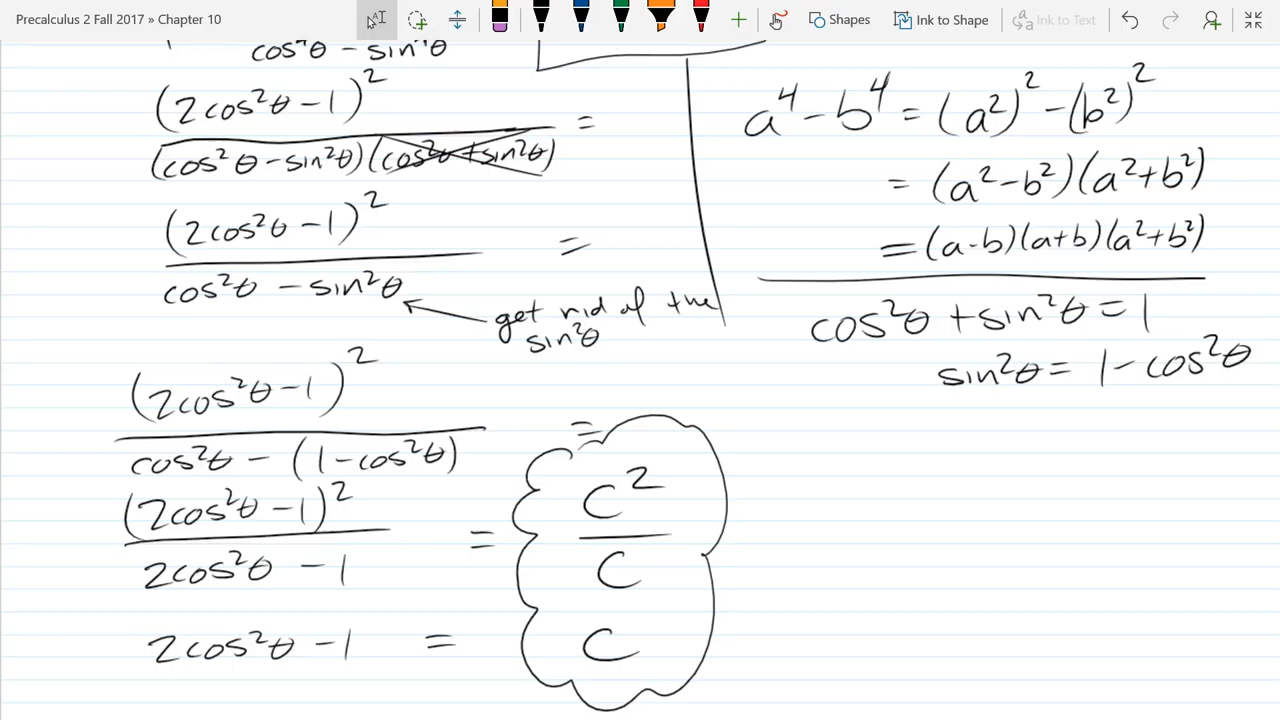 Precalculus 2 Fall 2017 » Chapter 10
Shapes
Ink to Shape
Ink to Text
cos⁴θ − sin⁴θ
(2cos²θ − 1)²
(cos²θ − sin²θ)(cos²θ + sin²θ) =
(2cos²θ − 1)²
cos²θ − sin²θ =
get rid of the
sin²θ
(2cos²θ − 1)²
cos²θ − (1 − cos²θ) =
(2cos²θ − 1)²
2cos²θ − 1 =
2cos²θ − 1 =
C²
C
C
a⁴ − b⁴ = (a²)² − (b²)²
= (a² − b²)(a² + b²)
= (a-b)(a+b)(a² + b²)
cos²θ + sin²θ = 1
sin²θ = 1 − cos²θ